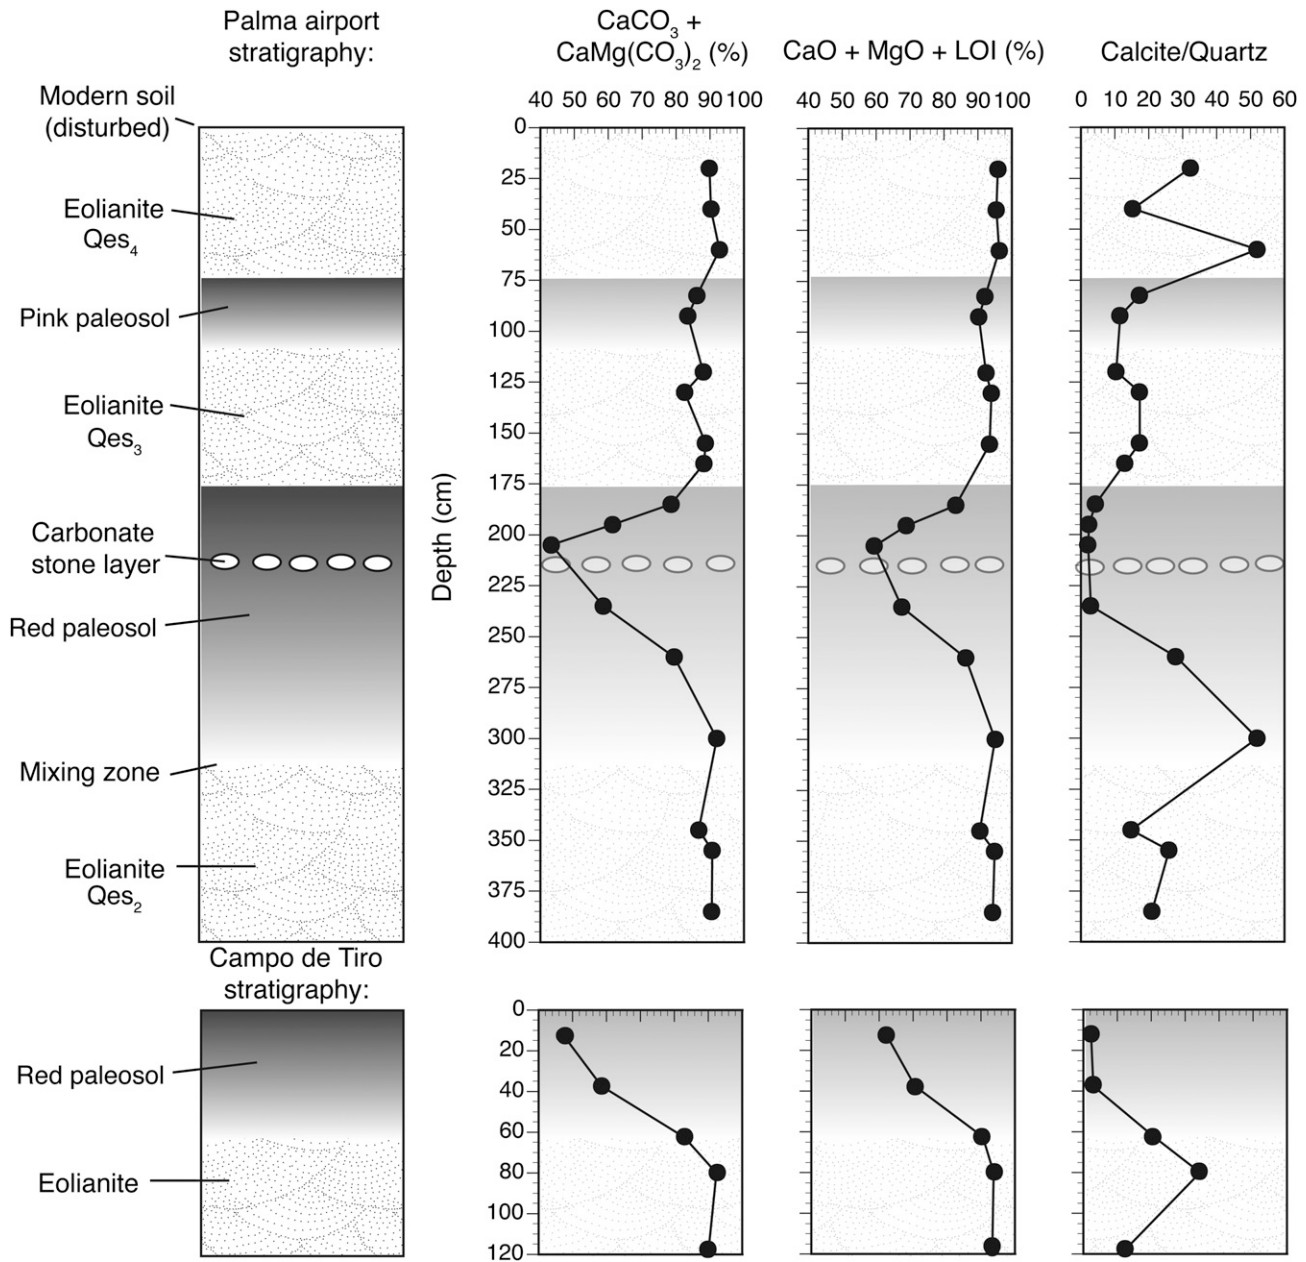 Palma airport
stratigraphy:
CaCO₃ +
CaMg(CO₃)₂ (%)
CaO + MgO + LOI (%)
Calcite/Quartz
40 50 60 70 80 90 100
40 50 60 70 80 90 100
0 10 20 30 40 50 60
Modern soil
(disturbed)
Eolianite
Qes₄
Pink paleosol
Eolianite
Qes₃
Carbonate
stone layer
Red paleosol
Mixing zone
Eolianite
Qes₂
Depth (cm)
0
25
50
75
100
125
150
175
200
225
250
275
300
325
350
375
400
Campo de Tiro
stratigraphy:
Red paleosol
Eolianite
0
20
40
60
80
100
120